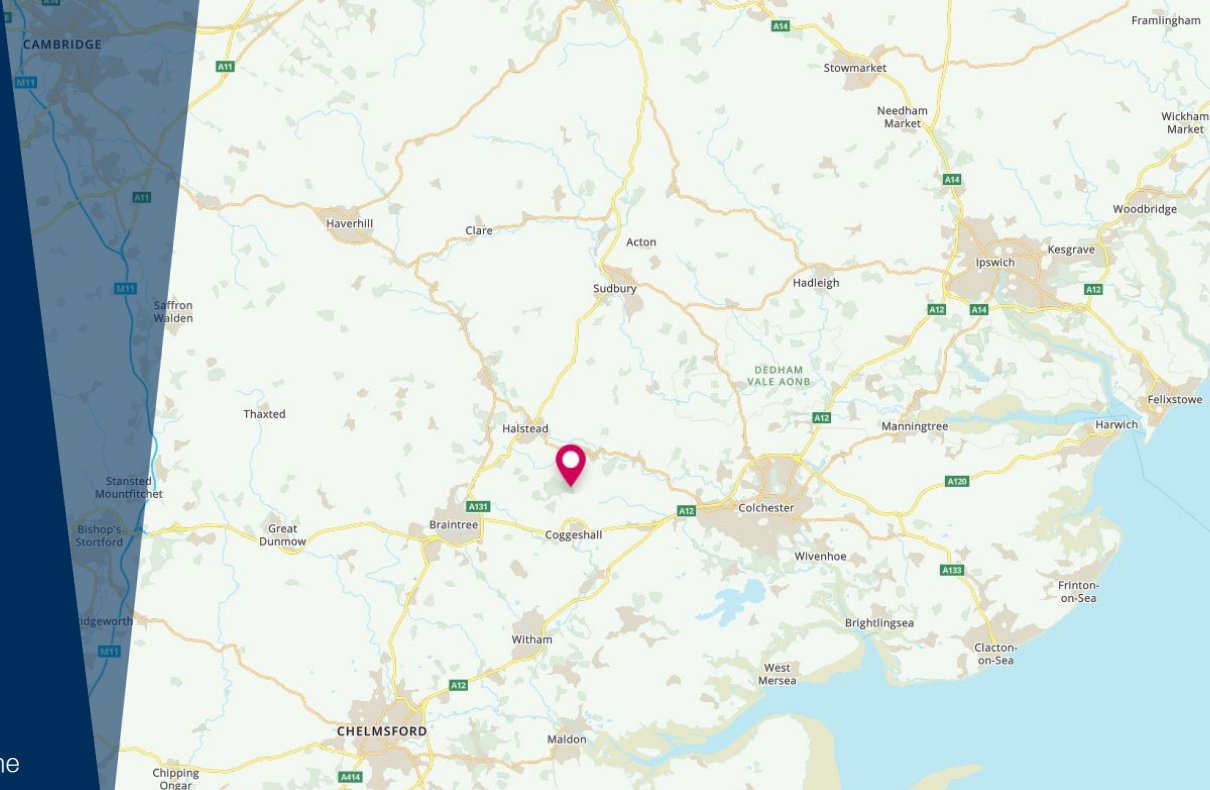 A11
Framlingham
A14
CAMBRIDGE
A11
Stowmarket
M11
Needham
Market
Wickham
Market
A14
A11
Woodbridge
Haverhill
Clare
Acton
Kesgrave
Ipswich
Sudbury
Hadleigh
M11
A12
Saffron
Walden
A12
A14
DEDHAM
VALE AONB
Felixstowe
Thaxted
A12
Halstead
Manningtree
Harwich
Stansted
Mountfitchet
A120
A131
Colchester
A12
Braintree
Bishop's
Stortford
Great
Dunmow
Coggeshall
Wivenhoe
A133
Frinton-
on-Sea
idgeworth
Brightlingsea
Witham
M11
Clacton-
on-Sea
West
Mersea
A12
CHELMSFORD
Maldon
ne
Chipping
Ongar
A414